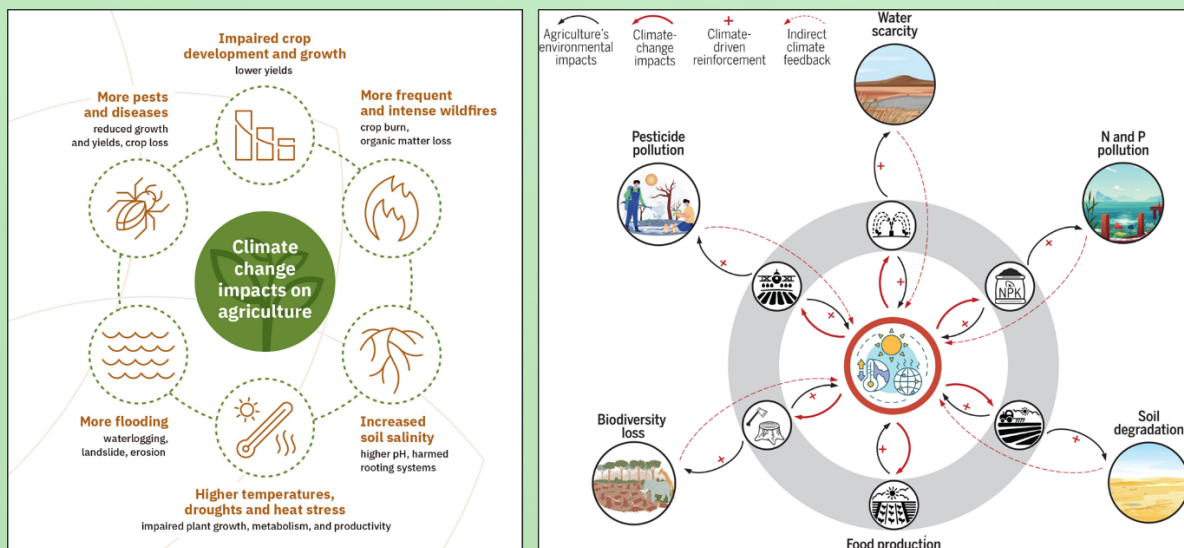 Impaired crop
development and growth
lower yields
More pests
and diseases
reduced growth
and yields, crop loss
More frequent
and intense wildfires
crop burn,
organic matter loss
Climate
change
impacts on
agriculture
More flooding
waterlogging,
landslide, erosion
Increased
soil salinity
higher pH, harmed
rooting systems
Higher temperatures,
droughts and heat stress
impaired plant growth, metabolism, and productivity
Agriculture's
environmental
impacts
Climate-
change
impacts
+
Climate-
driven
reinforcement
Indirect
climate
feedback
Water
scarcity
Pesticide
pollution
N and P
pollution
NPK
Biodiversity
loss
Soil
degradation
Food production